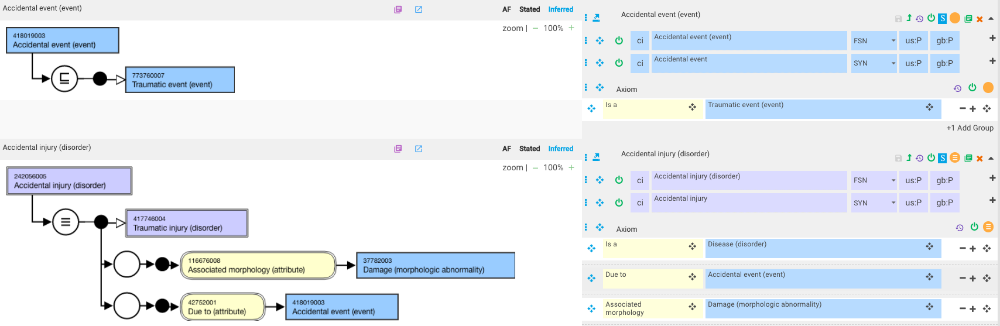 Accidental event (event)
AF Stated Inferred
zoom | − 100% +
418019003
Accidental event (event)
773760007
Traumatic event (event)
Accidental injury (disorder)
AF Stated Inferred
zoom | − 100% +
242056005
Accidental injury (disorder)
417746004
Traumatic injury (disorder)
116676008
Associated morphology (attribute)
37782003
Damage (morphologic abnormality)
42752001
Due to (attribute)
418019003
Accidental event (event)
Accidental event (event)
S
ci Accidental event (event) FSN us:P gb:P
ci Accidental event SYN us:P gb:P
Axiom
Is a Traumatic event (event)
+1 Add Group
Accidental injury (disorder)
S
ci Accidental injury (disorder) FSN us:P gb:P
ci Accidental injury SYN us:P gb:P
Axiom
Is a Disease (disorder)
Due to Accidental event (event)
Associated Damage (morphologic abnormality)
morphology